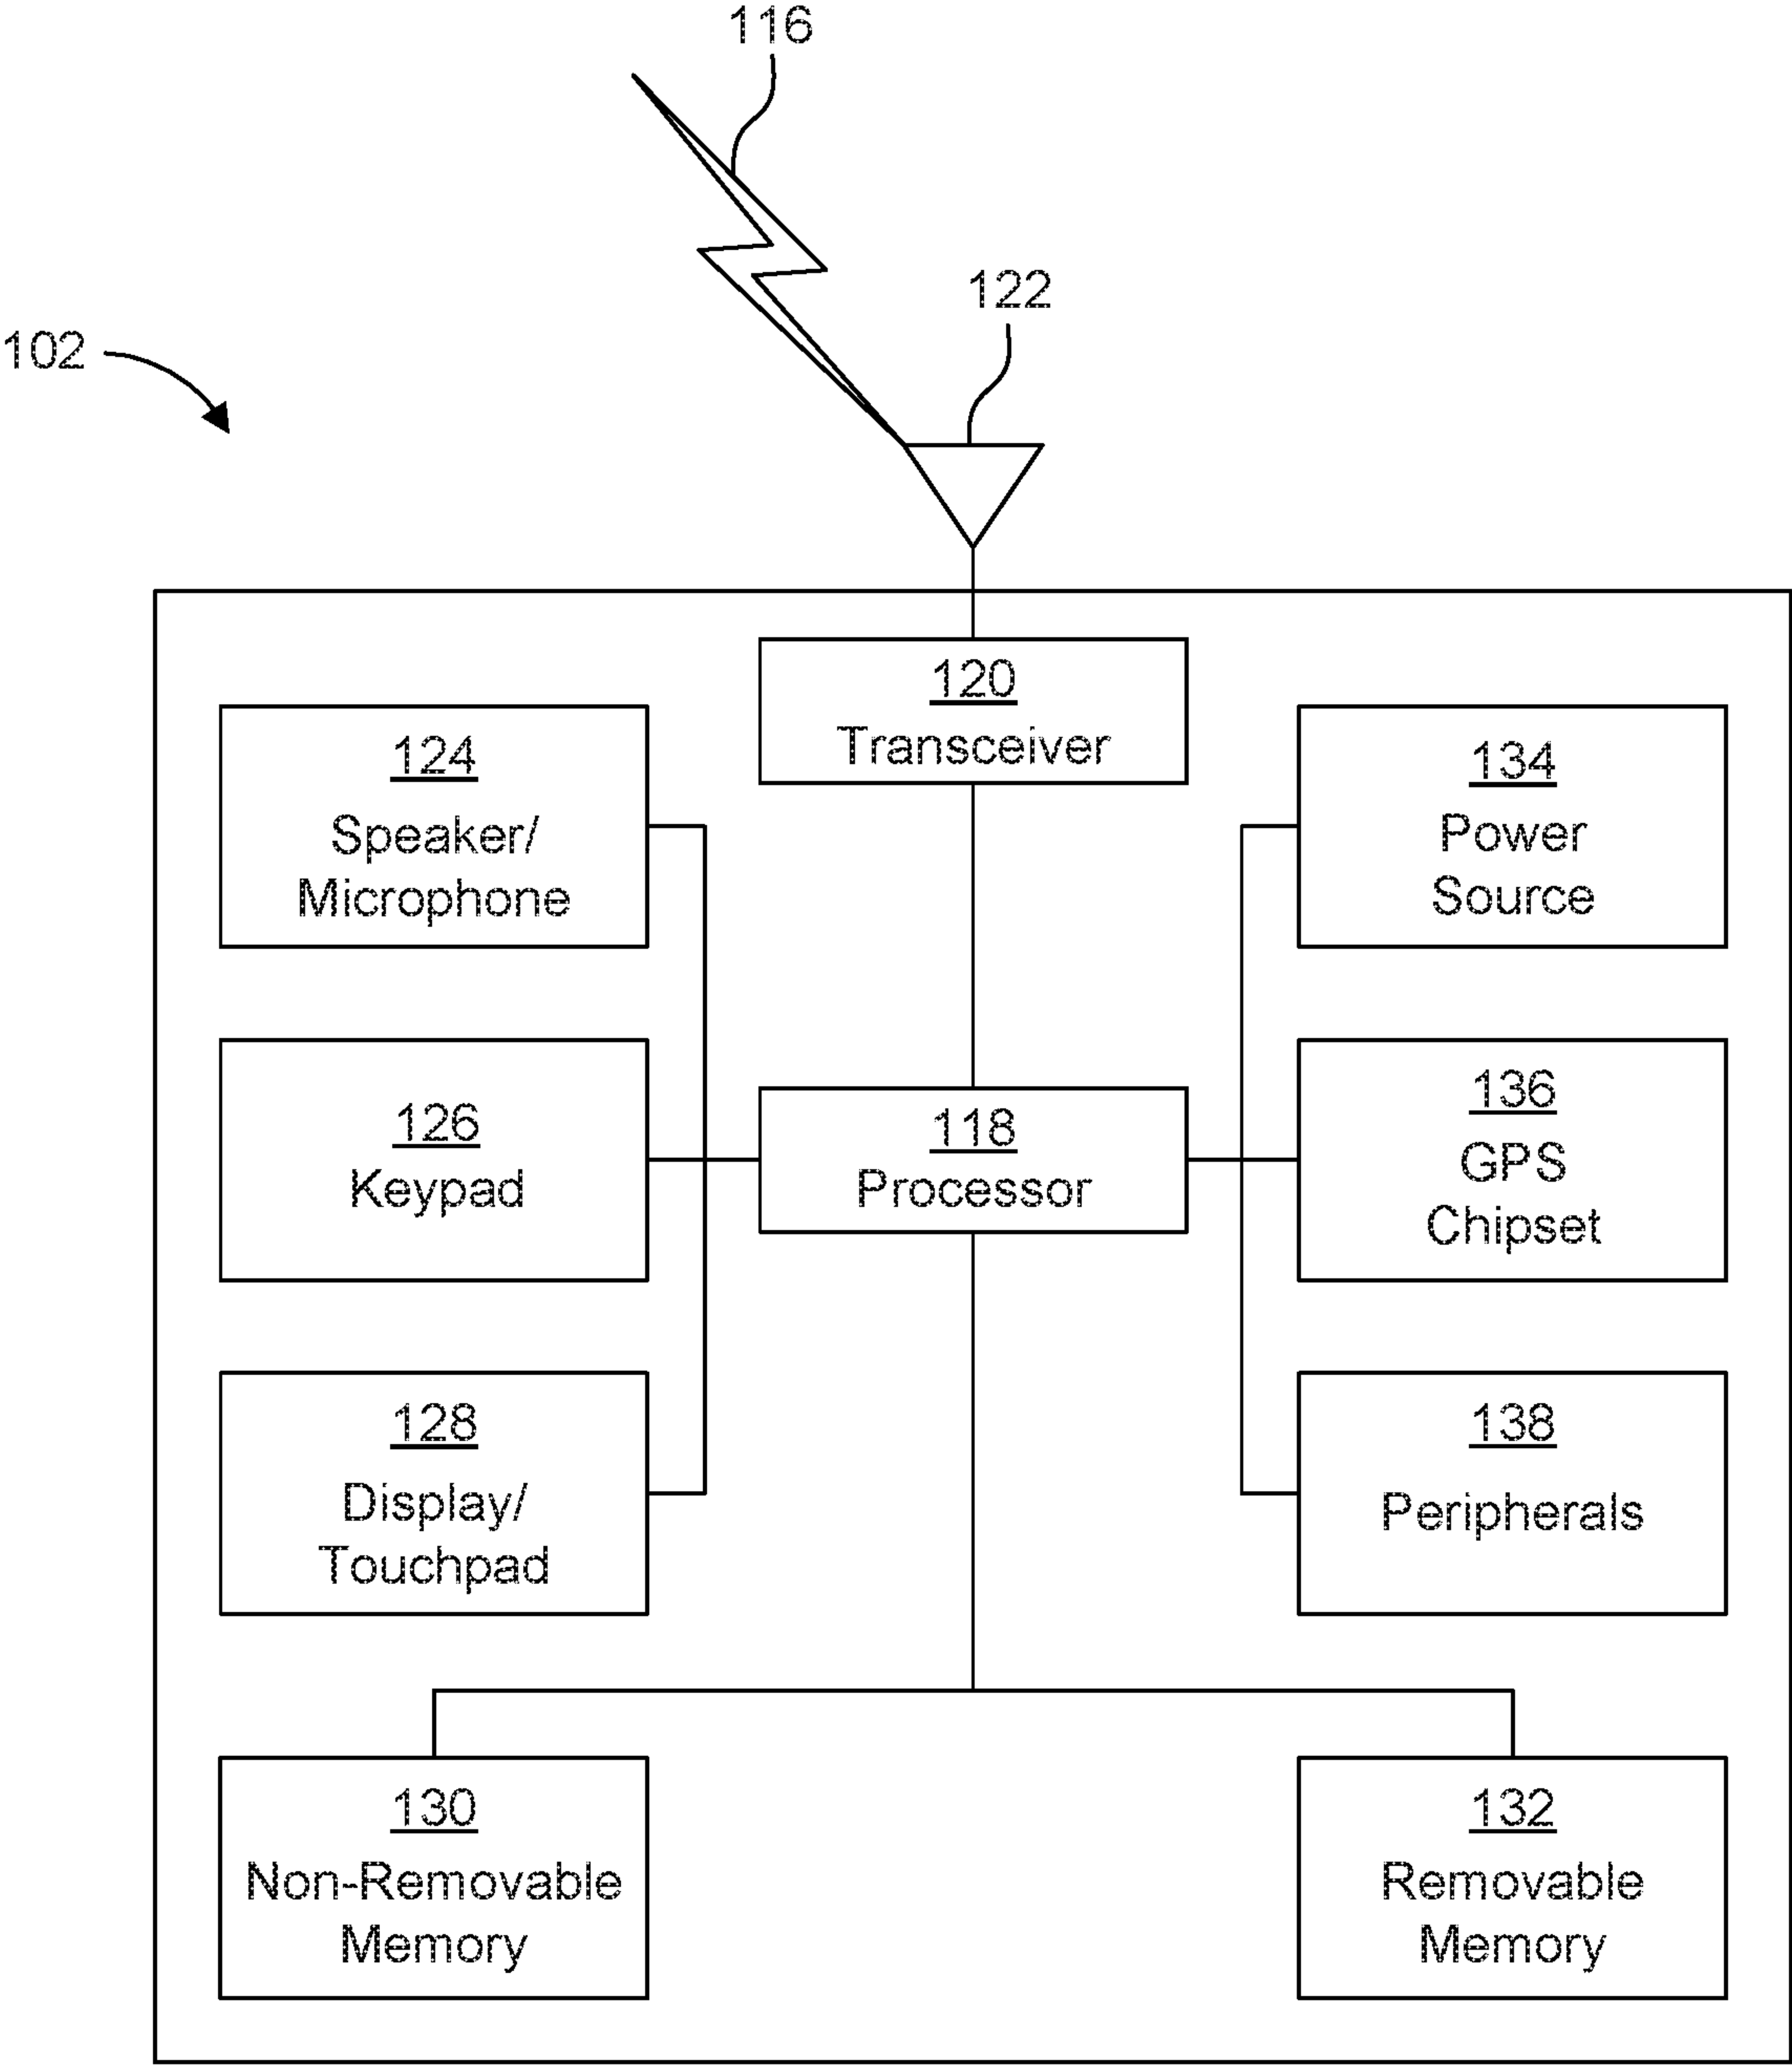 116
122
102
120
Transceiver
124
Speaker/
Microphone
134
Power
Source
126
Keypad
118
Processor
136
GPS
Chipset
128
Display/
Touchpad
138
Peripherals
130
Non-Removable
Memory
132
Removable
Memory